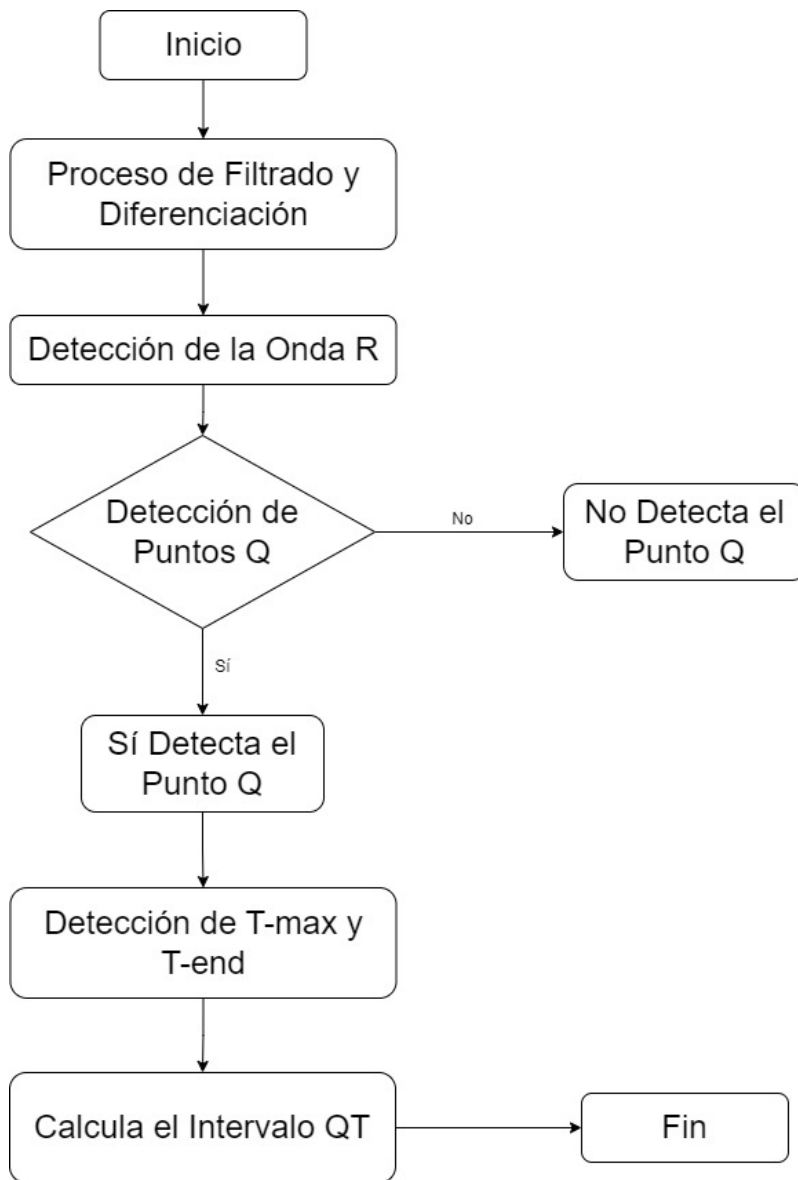 Inicio
Proceso de Filtrado y
Diferenciación
Detección de la Onda R
Detección de
Puntos Q
No
No Detecta el
Punto Q
Sí
Sí Detecta el
Punto Q
Detección de T-max y
T-end
Calcula el Intervalo QT
Fin